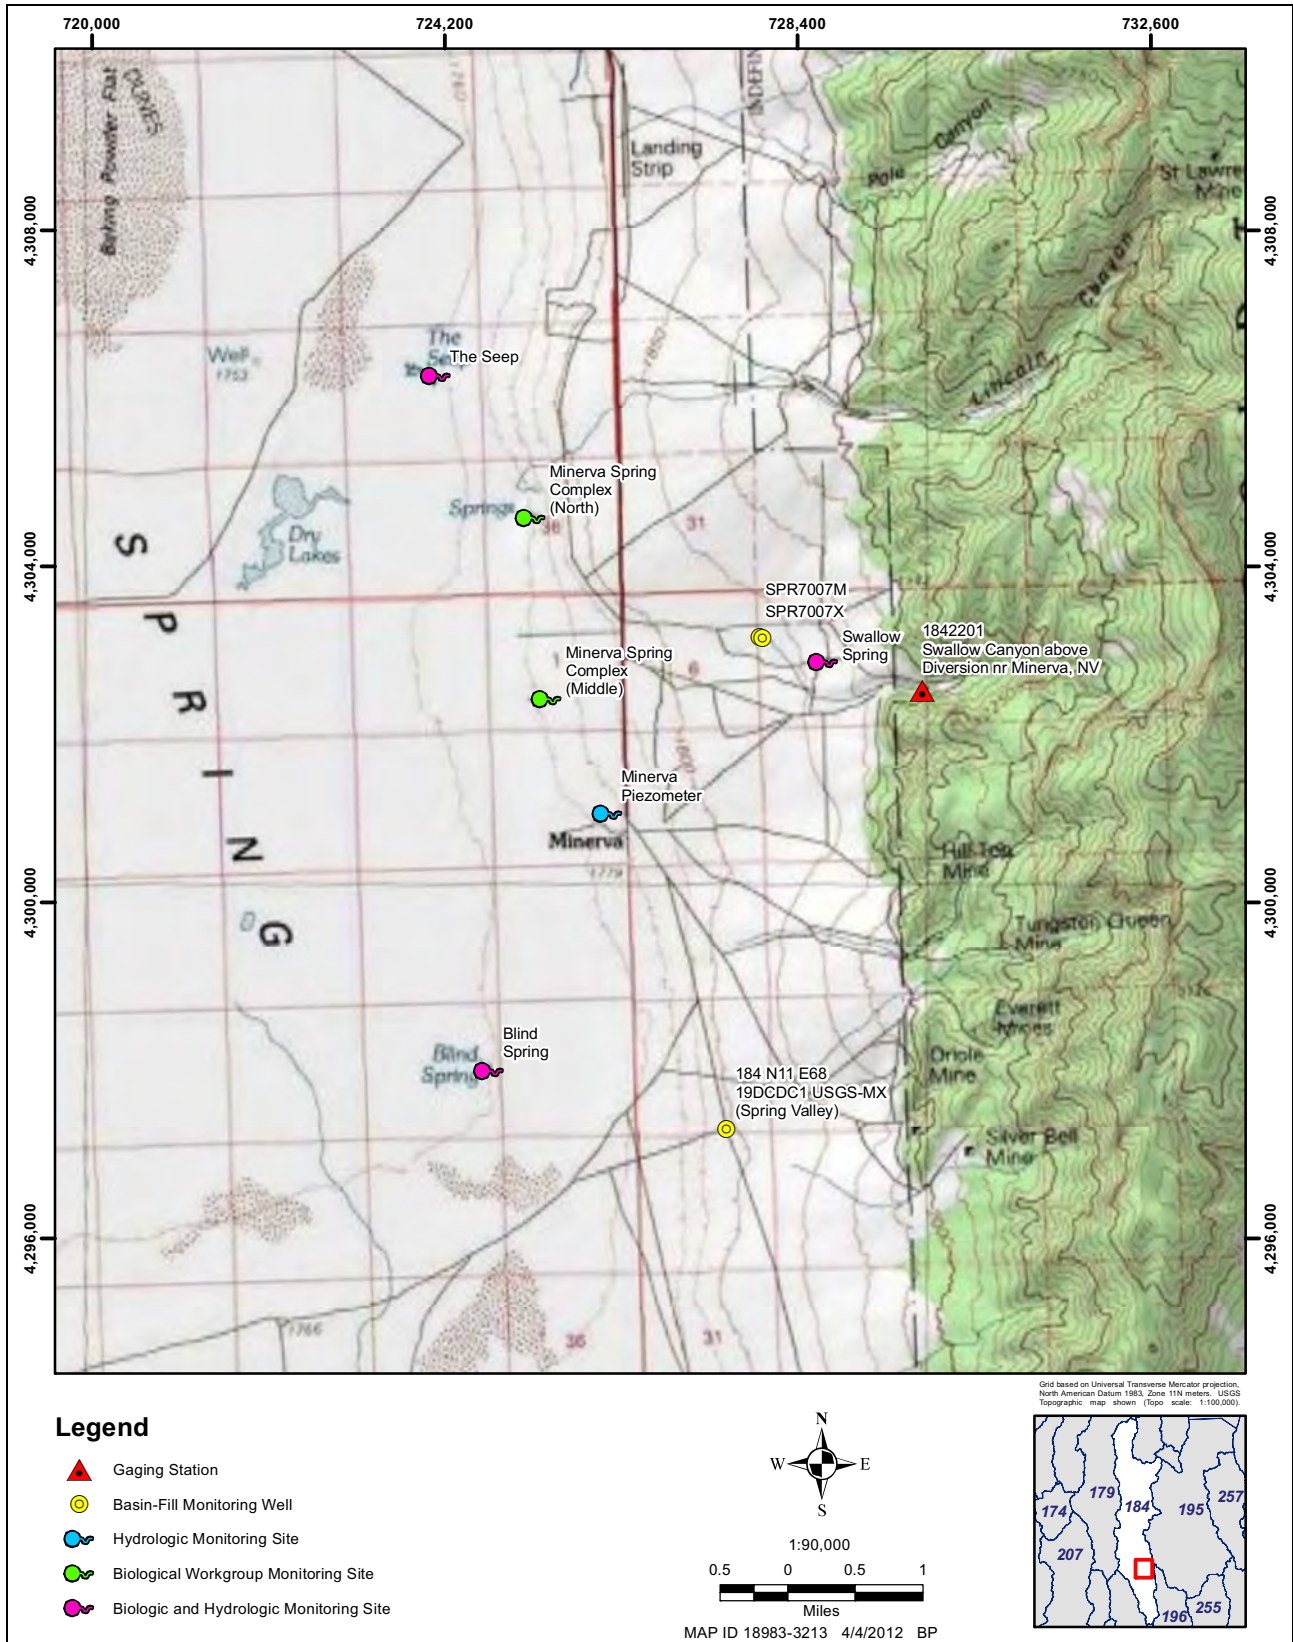 720,000
724,200
728,400
732,600
4,308,000
4,304,000
4,300,000
4,296,000
4,308,000
4,304,000
4,300,000
4,296,000
Baking Powder Flat
DUNES
1760
Landing
Strip
Pole Canyon
St Lawre
Mine
Lincoln Canyon
Well
1753
The
The Seep
1800
Minerva Spring
Complex
(North)
Springs
36
31
Dry
Lakes
SPR7007M
SPR7007X
Swallow
Spring
1842201
Swallow Canyon above
Diversion nr Minerva, NV
Minerva Spring
Complex
(Middle)
1
6
1800
Minerva
Piezometer
Minerva
1779
S P R I N G
Hill Top
Mine
Tungsten Queen
Mine
Everett
Mines
Oriole
Mine
Silver Bell
Mine
Blind
Spring
Blind
Spring
184 N11 E68
19DCDC1 USGS-MX
(Spring Valley)
1766
36
31
Grid based on Universal Transverse Mercator projection,
North American Datum 1983, Zone 11N meters. USGS
Topographic map shown (Topo scale: 1:100,000).
Legend
Gaging Station
Basin-Fill Monitoring Well
Hydrologic Monitoring Site
Biological Workgroup Monitoring Site
Biologic and Hydrologic Monitoring Site
N
W
E
S
1:90,000
0.5 0 0.5 1
Miles
MAP ID 18983-3213 4/4/2012 BP
174
179
184
195
257
207
196
255